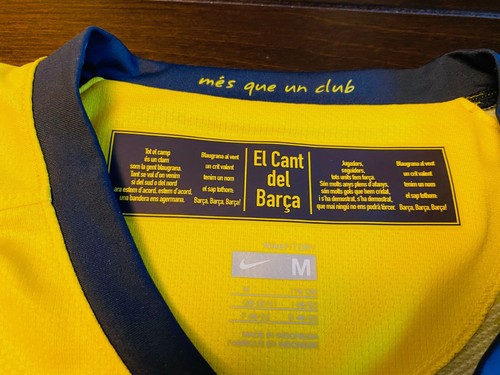 més que un club
Tot el camp
és un clam
som la gent blaugrana.
Tant se val d'on venim
si del sud o del nord
ara estem d'acord, estem d'acord,
una bandera ens agermana.
Blaugrana al vent
un crit valent
tenim un nom
el sap tothom:
Barça, Barça, Barça!
El Cant
del
Barça
Jugadors,
seguidors,
tots units fem força.
Són molts anys plens d'afanys,
són molts gols que hem cridat,
i s'ha demostrat, s'ha demostrat,
que mai ningú no ens podrà tòrcer.
Blaugrana al vent
un crit valent
tenim un nom
el sap tothom:
Barça, Barça, Barça!
M
MADE IN INDONESIA